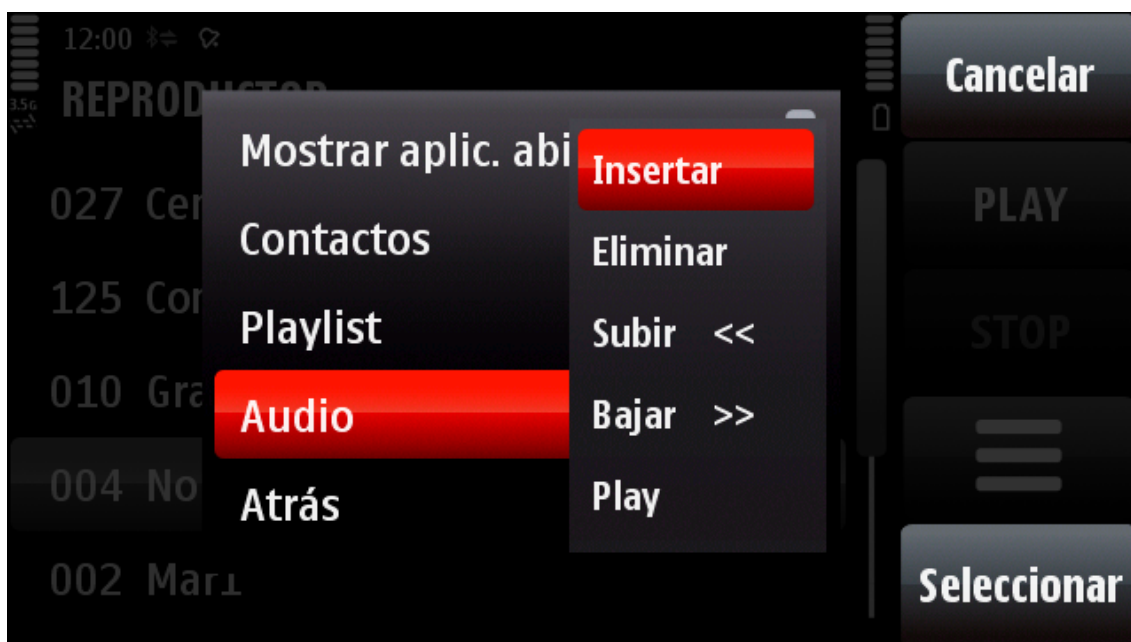 12:00
3.5G
REPRODUCTOR
027 Cer
125 Cor
010 Gra
004 No
002 Mari
Mostrar aplic. abi
Contactos
Playlist
Audio
Atrás
Insertar
Eliminar
Subir <<
Bajar >>
Play
Cancelar
PLAY
STOP
Seleccionar